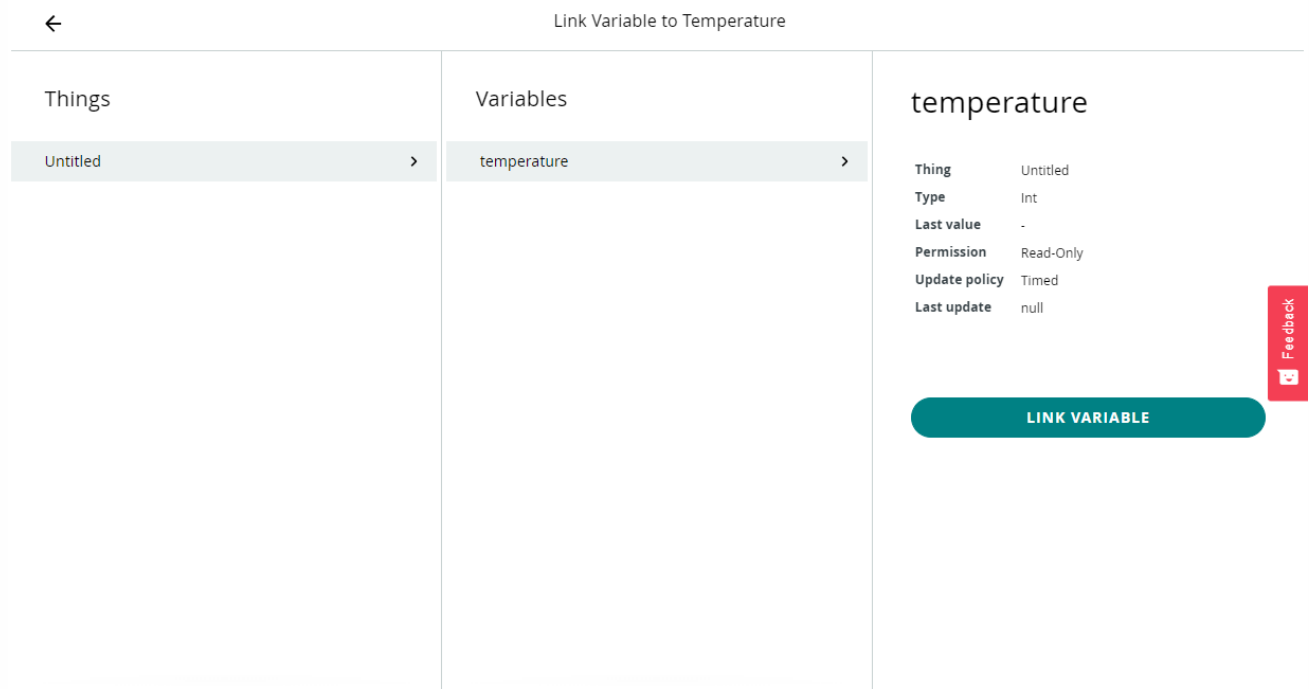 Link Variable to Temperature
Things
Untitled
Variables
temperature
temperature
Thing Untitled
Type Int
Last value -
Permission Read-Only
Update policy Timed
Last update null
LINK VARIABLE
Feedback